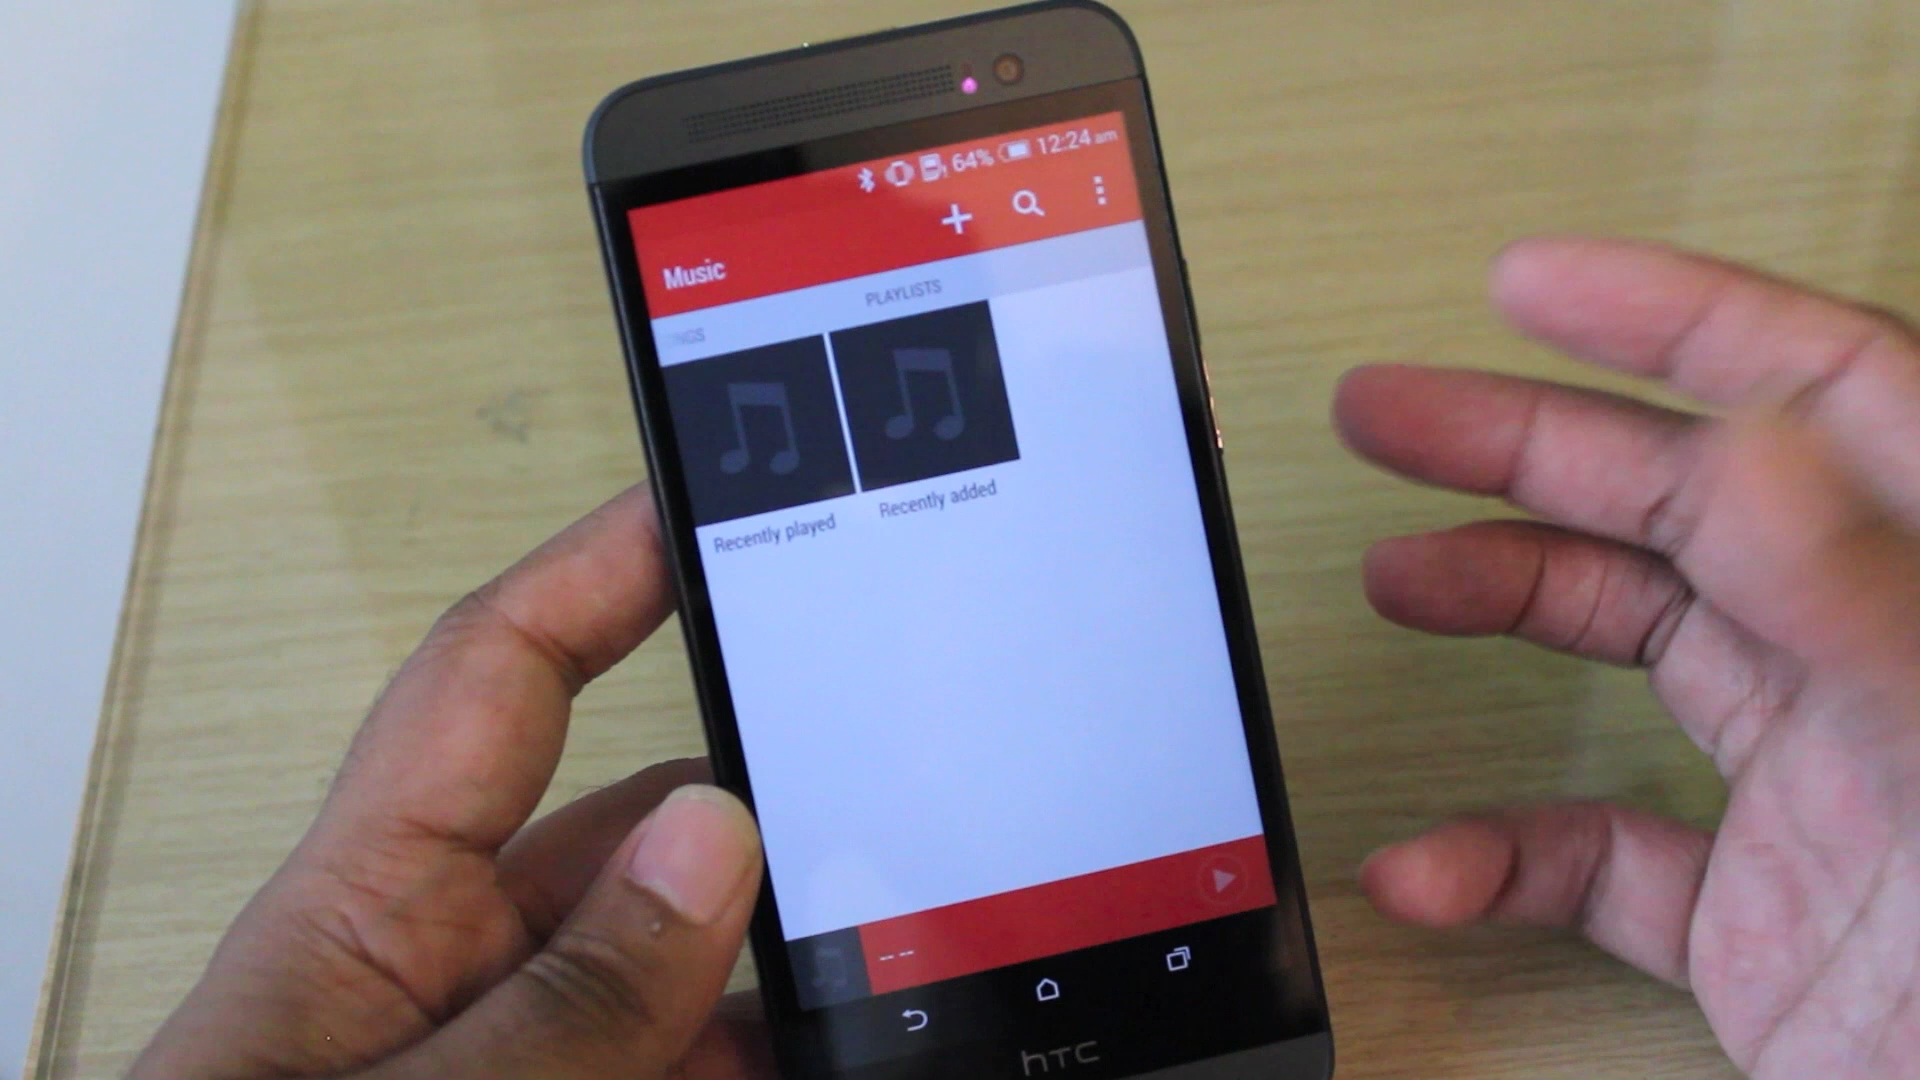 64% 12:24 am
Music
PLAYLISTS
Recently played
Recently added
--
hTC